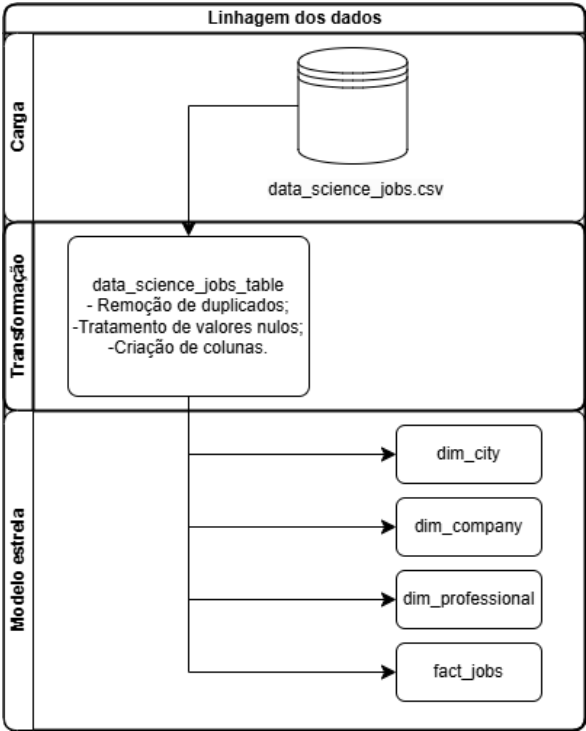 Linhagem dos dados
Carga
data_science_jobs.csv
Transformação
data_science_jobs_table
- Remoção de duplicados;
-Tratamento de valores nulos;
-Criação de colunas.
Modelo estrela
dim_city
dim_company
dim_professional
fact_jobs